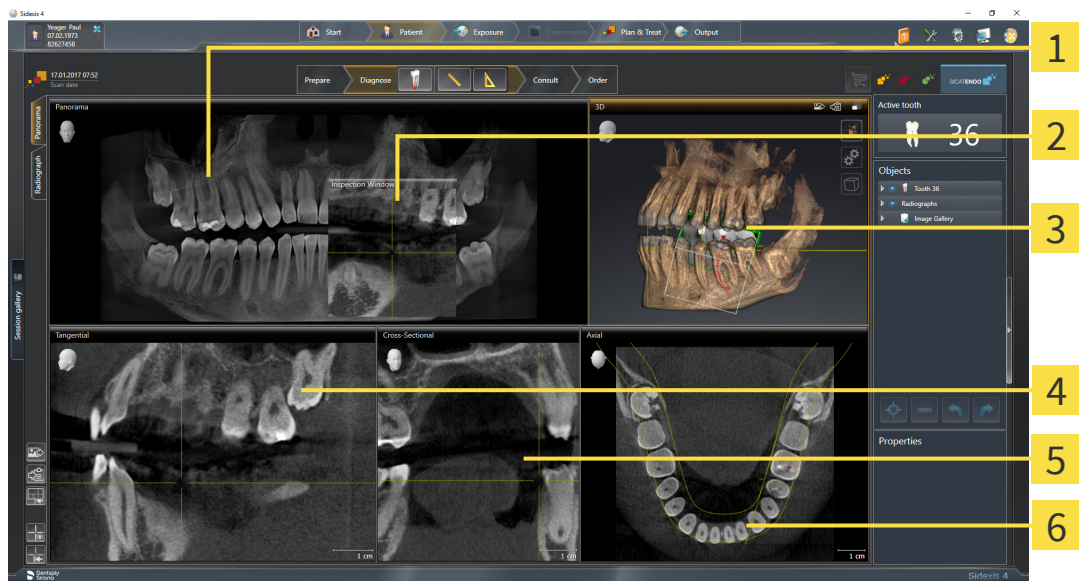 Sidexis 4
Yeager Paul
07.02.1973
82627458
Start
Patient
Exposure
Examination
Plan & Treat
Output
1
17.01.2017 07:52
Scan date
Prepare
Diagnose
Consult
Order
SICAT ENDO
Panorama
Radiograph
Session gallery
Panorama
Inspection Window
3D
Active tooth
36
2
Objects
Tooth 36
Radiographs
Image Gallery
3
Tangential
Cross-Sectional
Axial
4
Properties
5
6
1 cm
1 cm
1 cm
Dentsply
Sirona
Sidexis 4